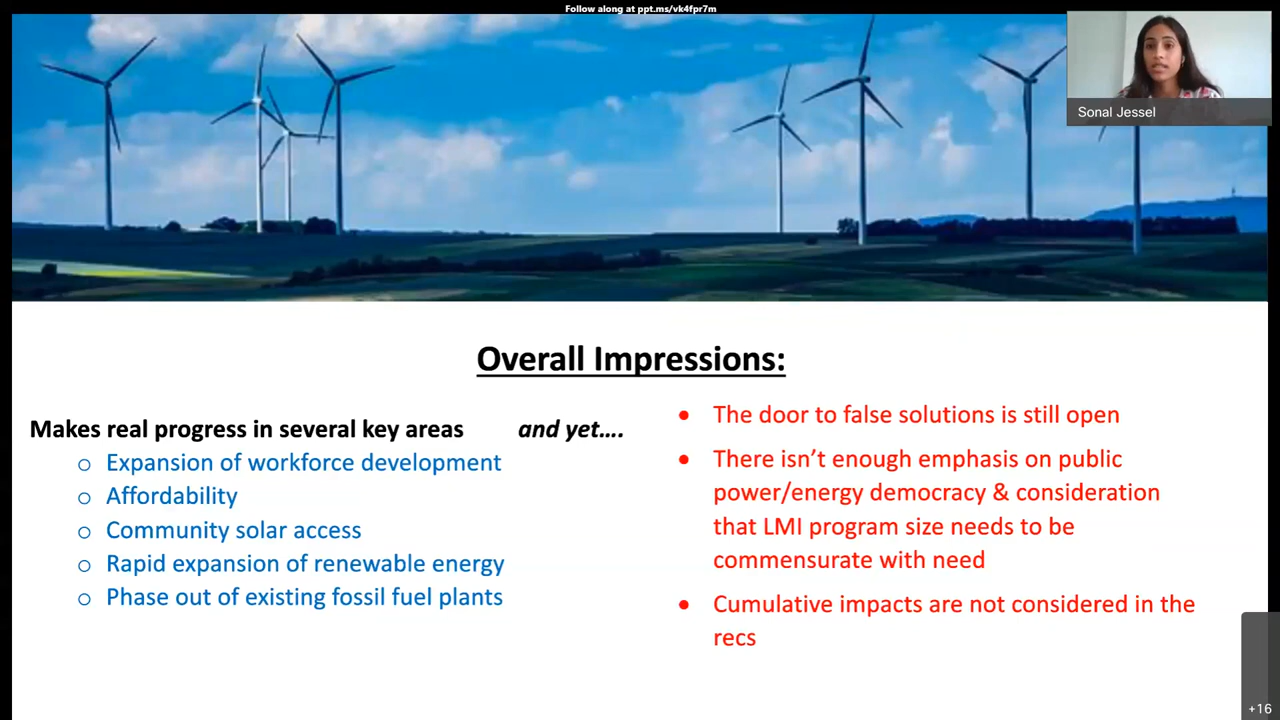 Follow along at ppt.ms/vk4fpr7m
Sonal Jessel
Overall Impressions:
Makes real progress in several key areas and yet….
○ Expansion of workforce development
○ Affordability
○ Community solar access
○ Rapid expansion of renewable energy
○ Phase out of existing fossil fuel plants
• The door to false solutions is still open
• There isn’t enough emphasis on public
power/energy democracy & consideration
that LMI program size needs to be
commensurate with need
• Cumulative impacts are not considered in the
recs
+16